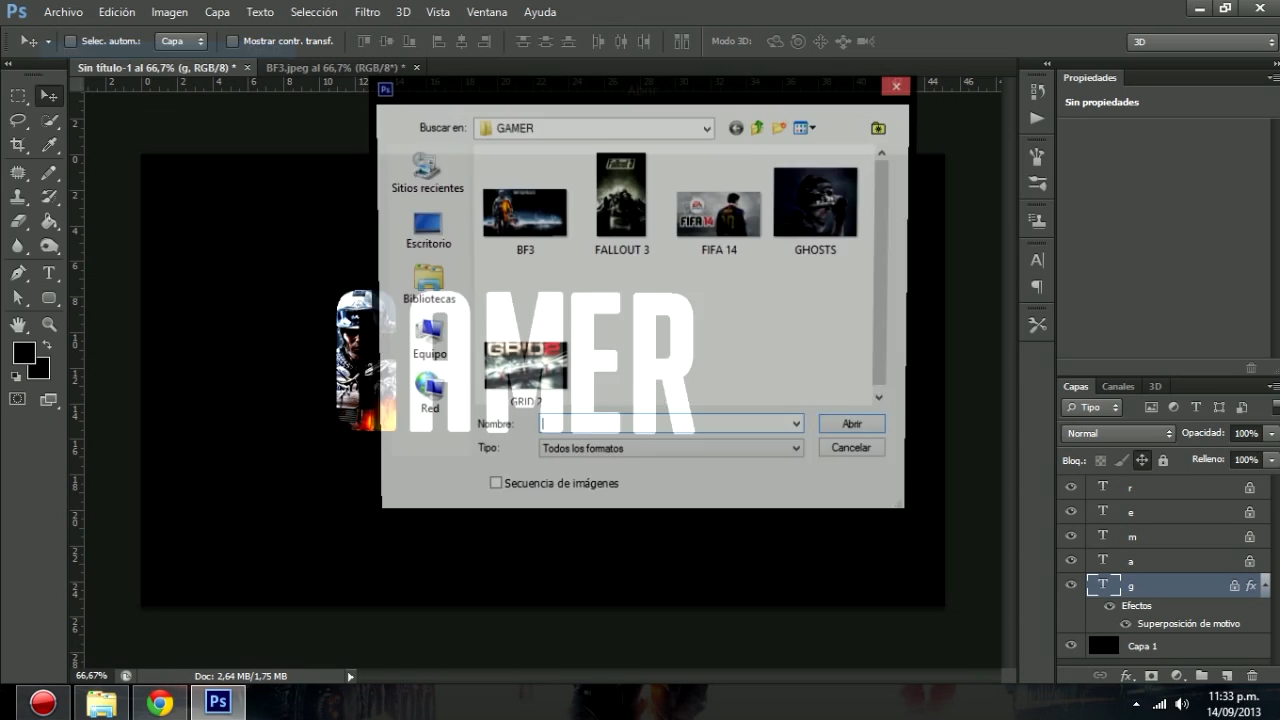 Ps Archivo Edición Imagen Capa Texto Selección Filtro 3D Vista Ventana Ayuda
Selec. autom.: Capa Mostrar contr. transf. Modo 3D: 3D
Sin título-1 al 66,7% (g, RGB/8) * × BF3.jpeg al 66,7% (RGB/8*) * ×
Abrir
Buscar en: GAMER
Sitios recientes
Escritorio
Bibliotecas
Equipo
Red
BF3 FALLOUT 3 FIFA 14 GHOSTS
GRID 2
GAMER
Nombre: Abrir
Tipo: Todos los formatos Cancelar
Secuencia de imágenes
Propiedades
Sin propiedades
Capas Canales 3D
Tipo
Normal Opacidad: 100%
Bloq.: Relleno: 100%
T r
T e
T m
T a
T g fx
Efectos
Superposición de motivo
Capa 1
66,67% Doc: 2,64 MB/1,75 MB
Ps
11:33 p.m.
14/09/2013